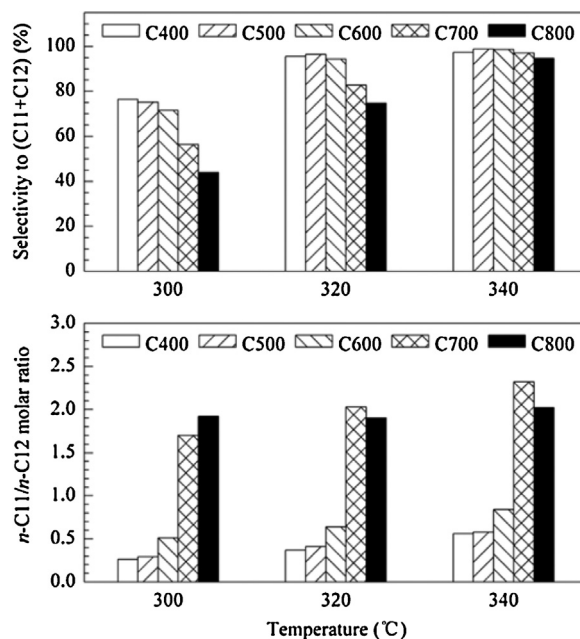 C400 C500 C600 C700 C800
Selectivity to (C11+C12) (%)
100
80
60
40
20
0
300 320 340
C400 C500 C600 C700 C800
n-C11/n-C12 molar ratio
3.0
2.5
2.0
1.5
1.0
0.5
0.0
300 320 340
Temperature (℃)